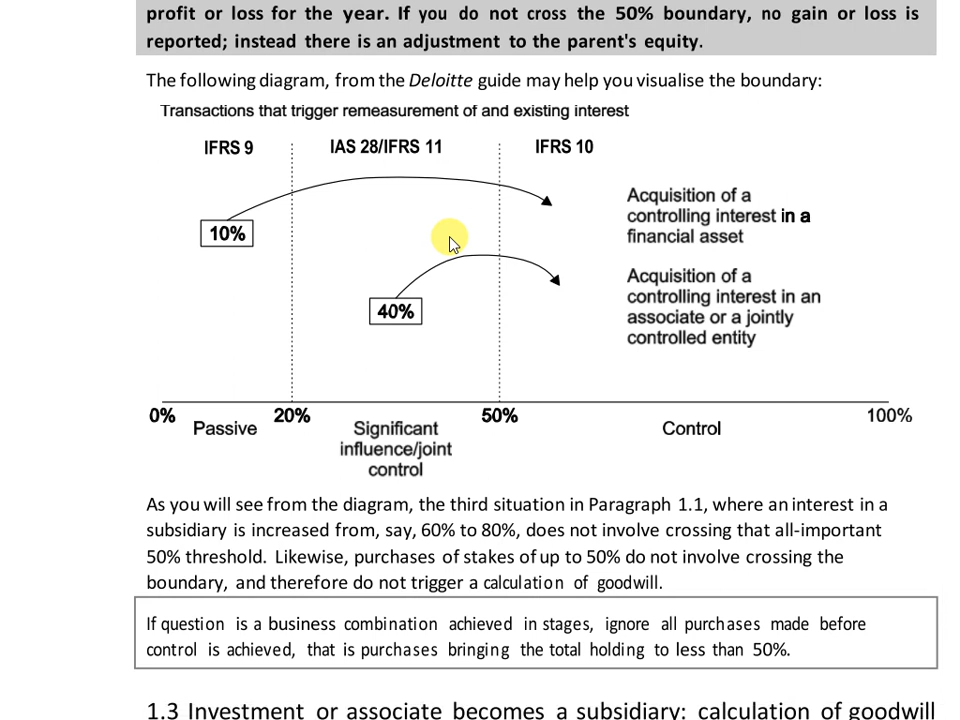 profit or loss for the year. If you do not cross the 50% boundary, no gain or loss is
reported; instead there is an adjustment to the parent's equity.
The following diagram, from the Deloitte guide may help you visualise the boundary:
Transactions that trigger remeasurement of and existing interest
IFRS 9
IAS 28/IFRS 11
IFRS 10
Acquisition of a
controlling interest in a
financial asset
10%
Acquisition of a
controlling interest in an
associate or a jointly
controlled entity
40%
0%
20%
50%
100%
Passive
Significant
influence/joint
control
Control
As you will see from the diagram, the third situation in Paragraph 1.1, where an interest in a
subsidiary is increased from, say, 60% to 80%, does not involve crossing that all-important
50% threshold. Likewise, purchases of stakes of up to 50% do not involve crossing the
boundary, and therefore do not trigger a calculation of goodwill.
If question is a business combination achieved in stages, ignore all purchases made before
control is achieved, that is purchases bringing the total holding to less than 50%.
1.3 Investment or associate becomes a subsidiary: calculation of goodwill